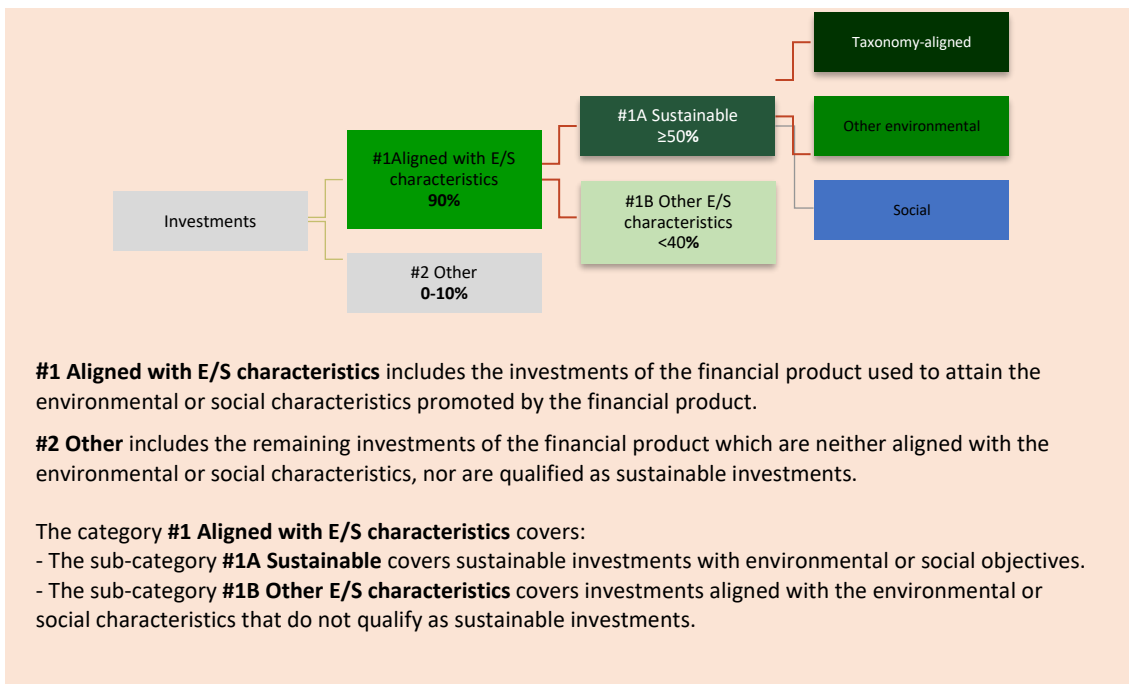 Investments
#1Aligned with E/S
characteristics
90%
#2 Other
0-10%
#1A Sustainable
≥50%
#1B Other E/S
characteristics
<40%
Taxonomy-aligned
Other environmental
Social
#1 Aligned with E/S characteristics includes the investments of the financial product used to attain the
environmental or social characteristics promoted by the financial product.
#2 Other includes the remaining investments of the financial product which are neither aligned with the
environmental or social characteristics, nor are qualified as sustainable investments.
The category #1 Aligned with E/S characteristics covers:
- The sub-category #1A Sustainable covers sustainable investments with environmental or social objectives.
- The sub-category #1B Other E/S characteristics covers investments aligned with the environmental or
social characteristics that do not qualify as sustainable investments.